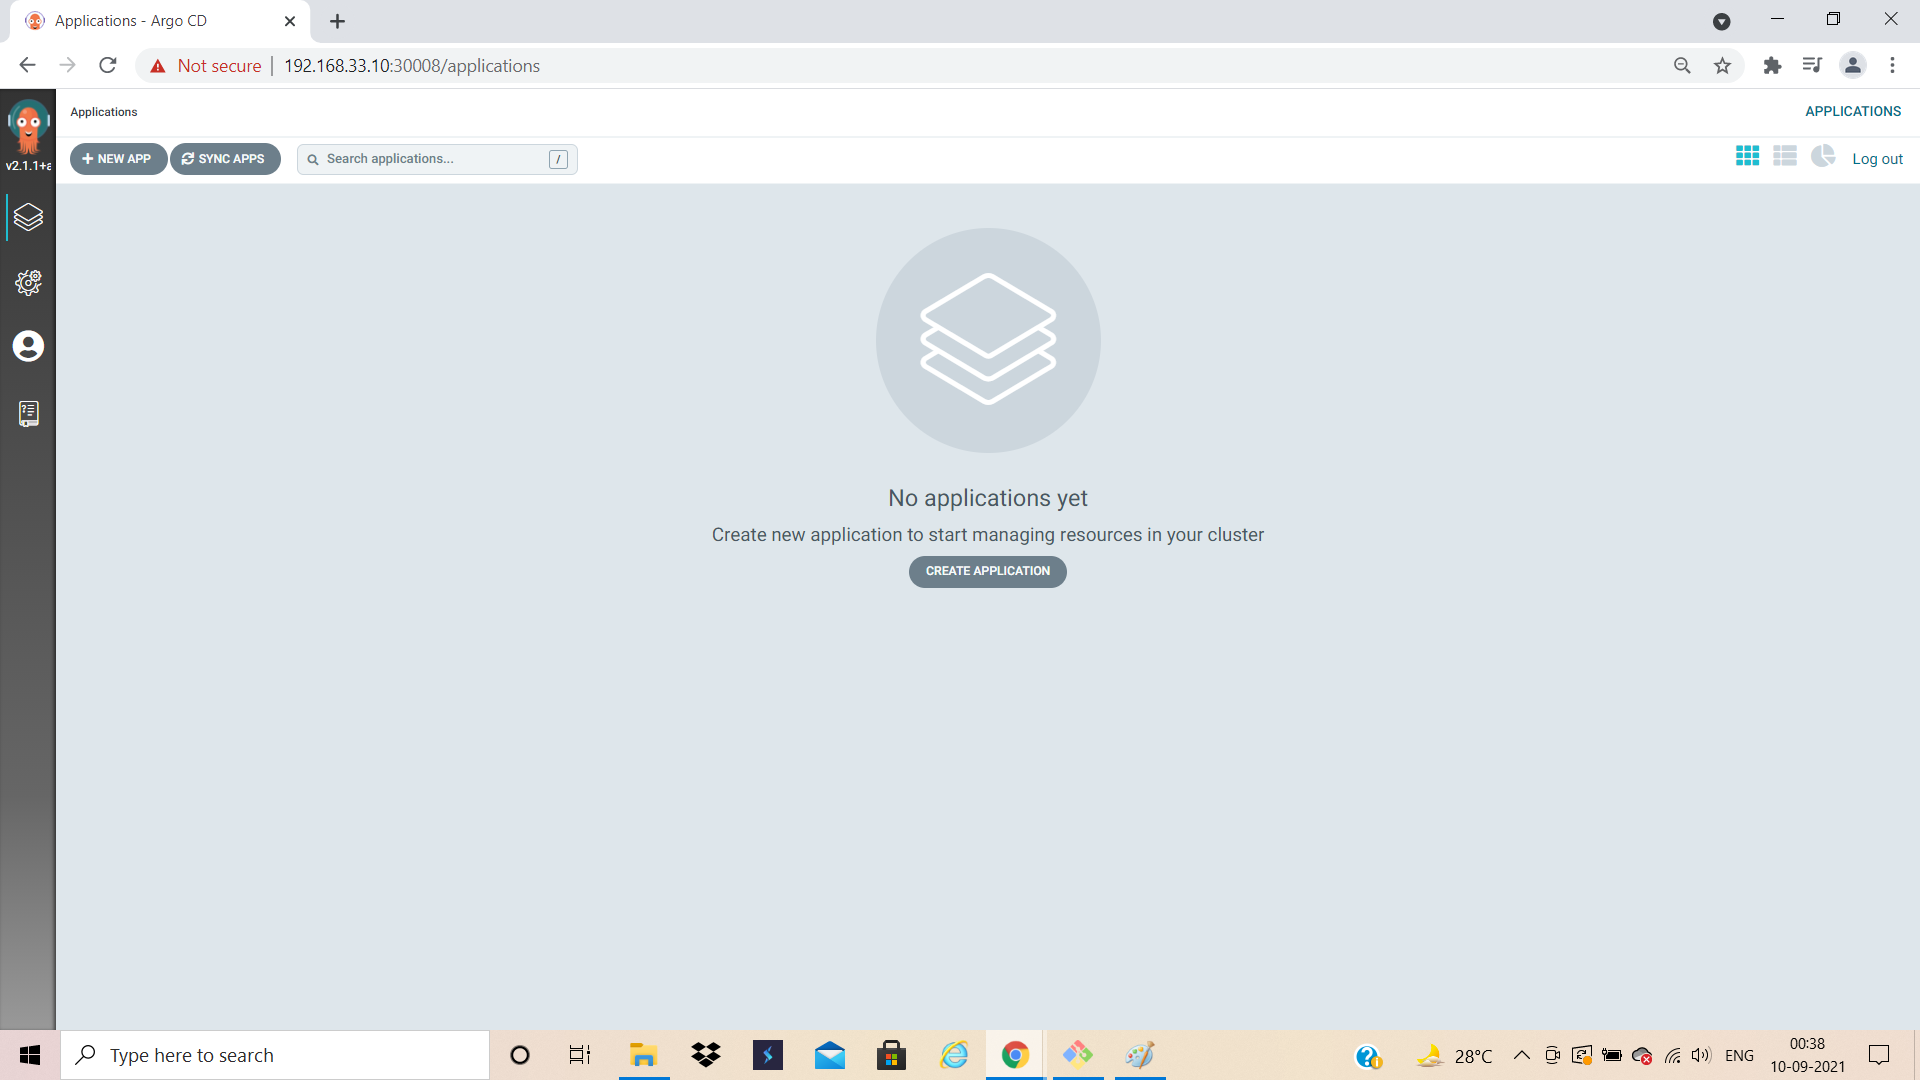 Applications - Argo CD
Not secure
192.168.33.10:30008/applications
Applications
APPLICATIONS
v2.1.1+a
NEW APP
SYNC APPS
Search applications...
/
Log out
No applications yet
Create new application to start managing resources in your cluster
CREATE APPLICATION
Type here to search
28°C
ENG
00:38
10-09-2021